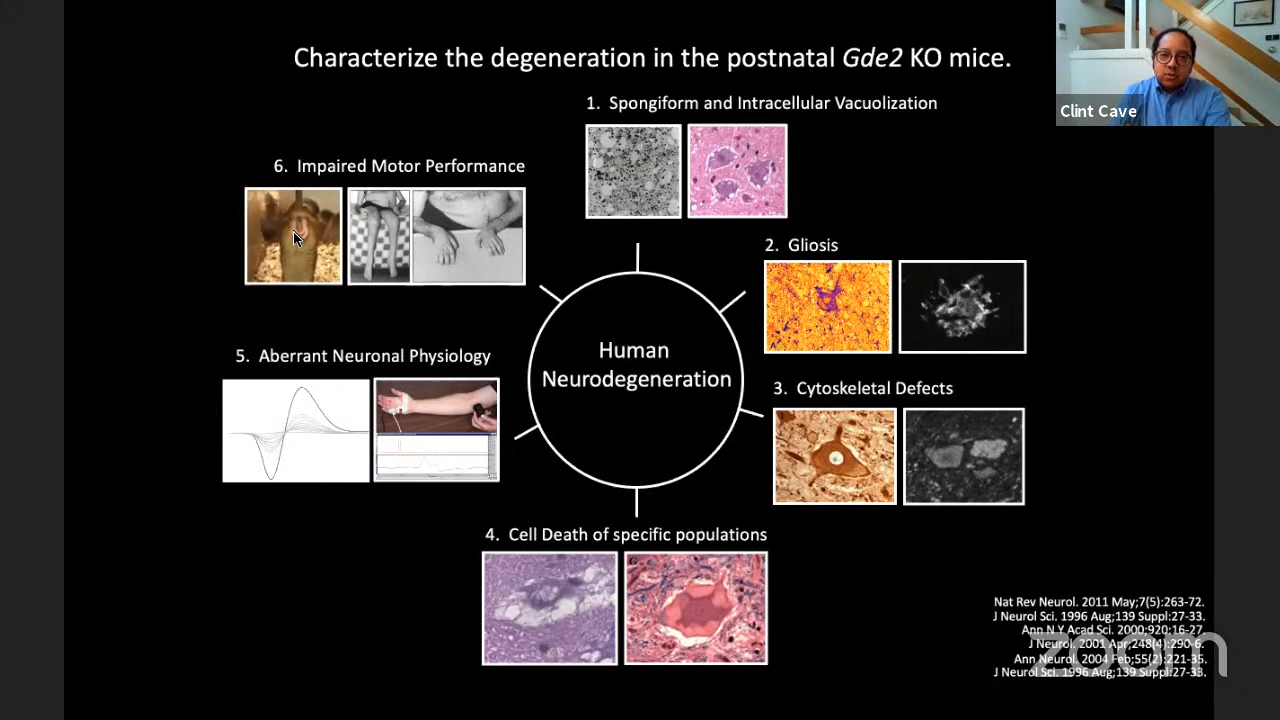 Characterize the degeneration in the postnatal Gde2 KO mice.
Clint Cave
1. Spongiform and Intracellular Vacuolization
6. Impaired Motor Performance
2. Gliosis
Human
Neurodegeneration
5. Aberrant Neuronal Physiology
3. Cytoskeletal Defects
4. Cell Death of specific populations
Nat Rev Neurol. 2011 May;7(5):263-72.
J Neurol Sci. 1996 Aug;139 Suppl:27-33.
Ann N Y Acad Sci. 2000;920:16-27.
J Neurol. 2001 Apr;248(4):290-6.
Ann Neurol. 2004 Feb;55(2):221-35.
J Neurol Sci. 1996 Aug;139 Suppl:27-33.
zoom